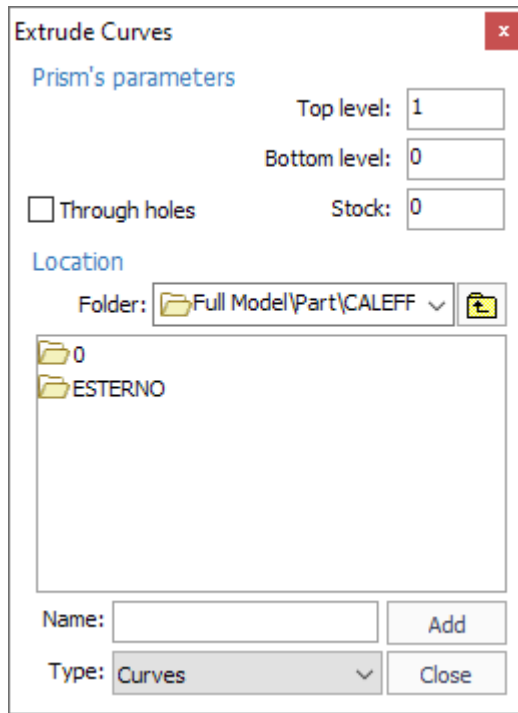 Extrude Curves
Prism's parameters
Top level: 1
Bottom level: 0
Through holes Stock: 0
Location
Folder: Full Model\Part\CALEFF
0
ESTERNO
Name: Add
Type: Curves Close